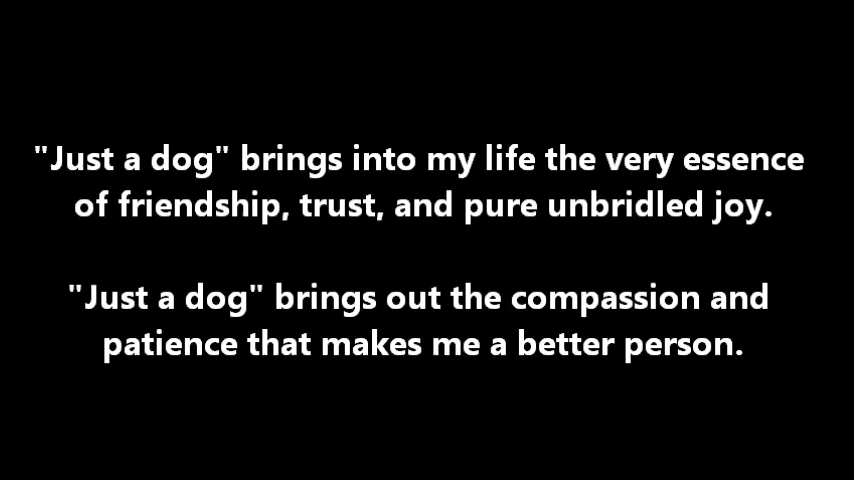 "Just a dog" brings into my life the very essence
of friendship, trust, and pure unbridled joy.
"Just a dog" brings out the compassion and
patience that makes me a better person.